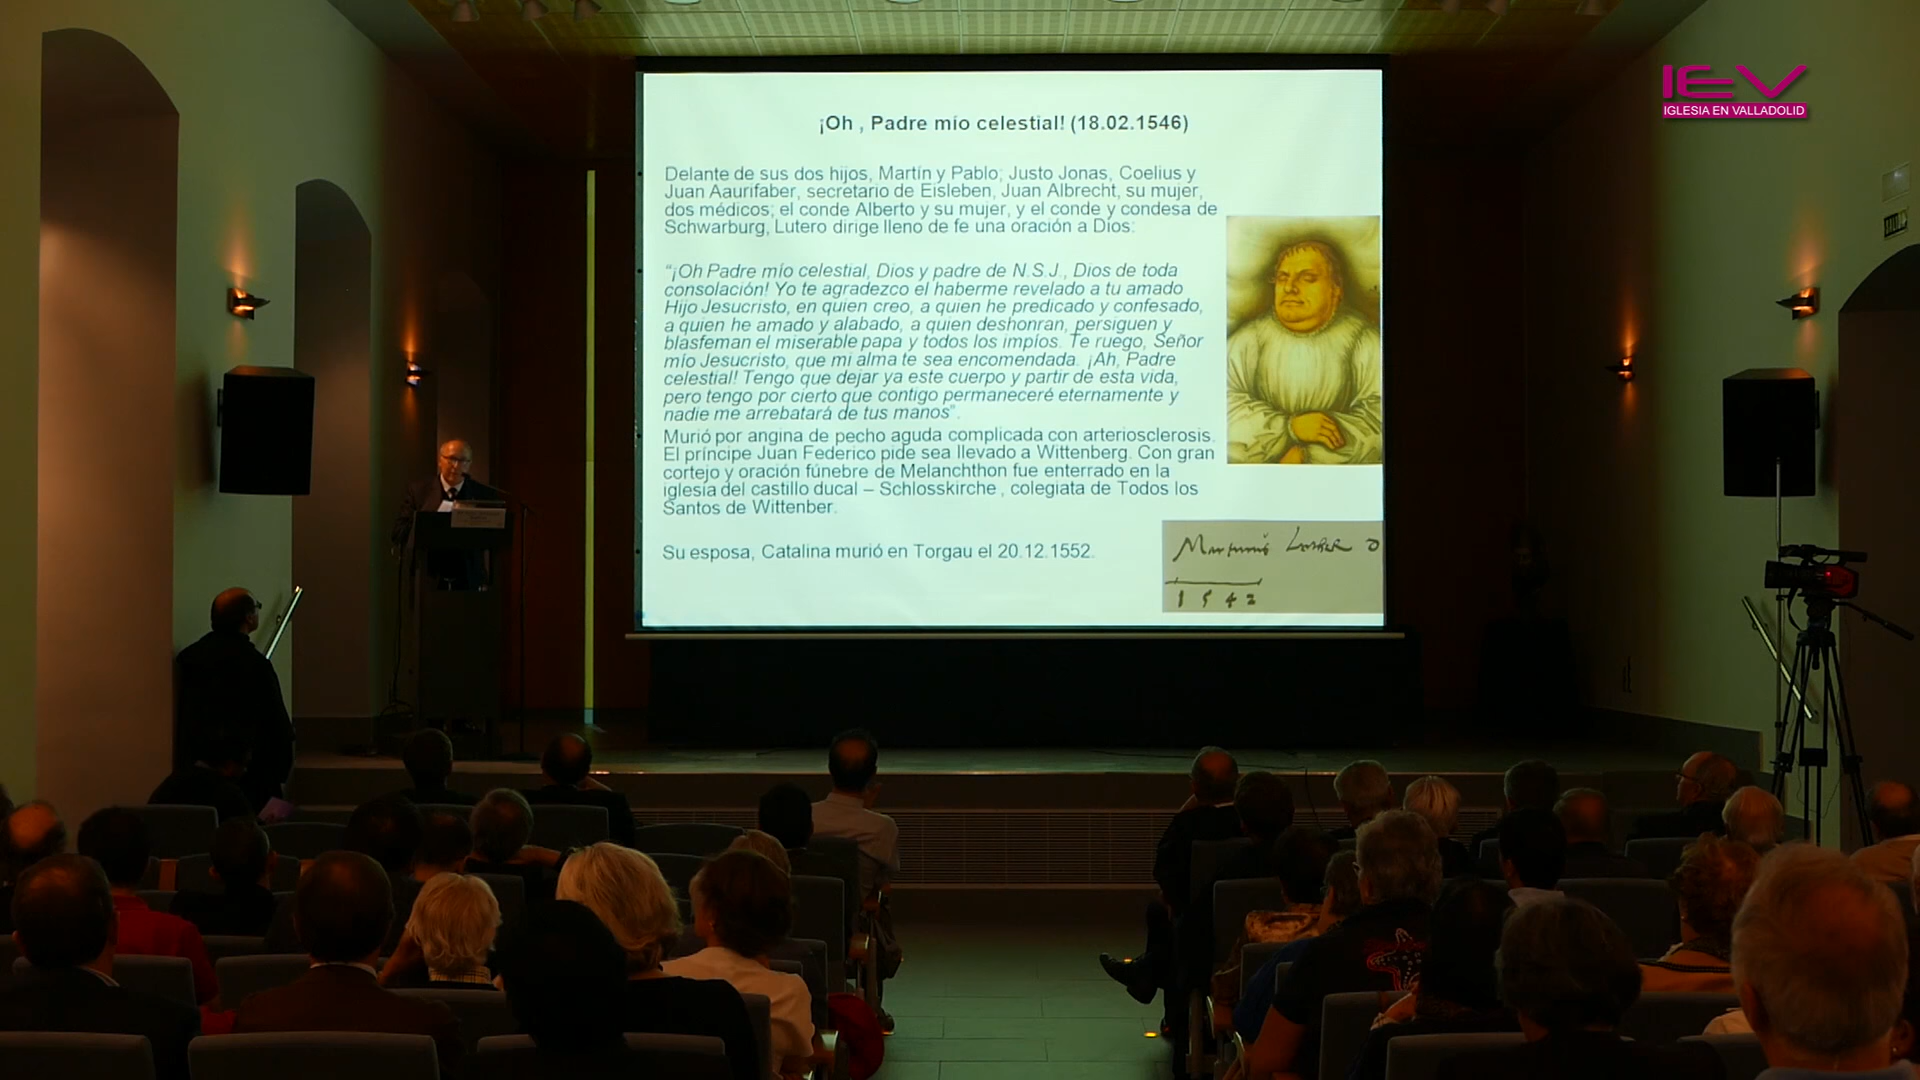 IEV
IGLESIA EN VALLADOLID
¡Oh , Padre mío celestial! (18.02.1546)
Delante de sus dos hijos, Martín y Pablo; Justo Jonas, Coelius y
Juan Aaurifaber, secretario de Eisleben, Juan Albrecht, su mujer,
dos médicos; el conde Alberto y su mujer, y el conde y condesa de
Schwarburg, Lutero dirige lleno de fe una oración a Dios:
“¡Oh Padre mío celestial, Dios y padre de N.S.J., Dios de toda
consolación! Yo te agradezco el haberme revelado a tu amado
Hijo Jesucristo, en quien creo, a quien he predicado y confesado,
a quien he amado y alabado, a quien deshonran, persiguen y
blasfeman el miserable papa y todos los impíos. Te ruego, Señor
mío Jesucristo, que mi alma te sea encomendada. ¡Ah, Padre
celestial! Tengo que dejar ya este cuerpo y partir de esta vida,
pero tengo por cierto que contigo permaneceré eternamente y
nadie me arrebatará de tus manos”.
Murió por angina de pecho aguda complicada con arteriosclerosis.
El príncipe Juan Federico pide sea llevado a Wittenberg. Con gran
cortejo y oración fúnebre de Melanchthon fue enterrado en la
iglesia del castillo ducal – Schlosskirche , colegiata de Todos los
Santos de Wittenber.
Su esposa, Catalina murió en Torgau el 20.12.1552.
Martinus Luther D
1542